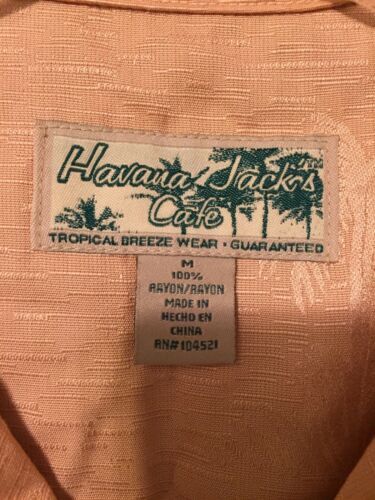 Havana Jack's
Cafe
TROPICAL BREEZE WEAR • GUARANTEED
M
100%
RAYON/RAYON
MADE IN
HECHO EN
CHINA
RN#104521